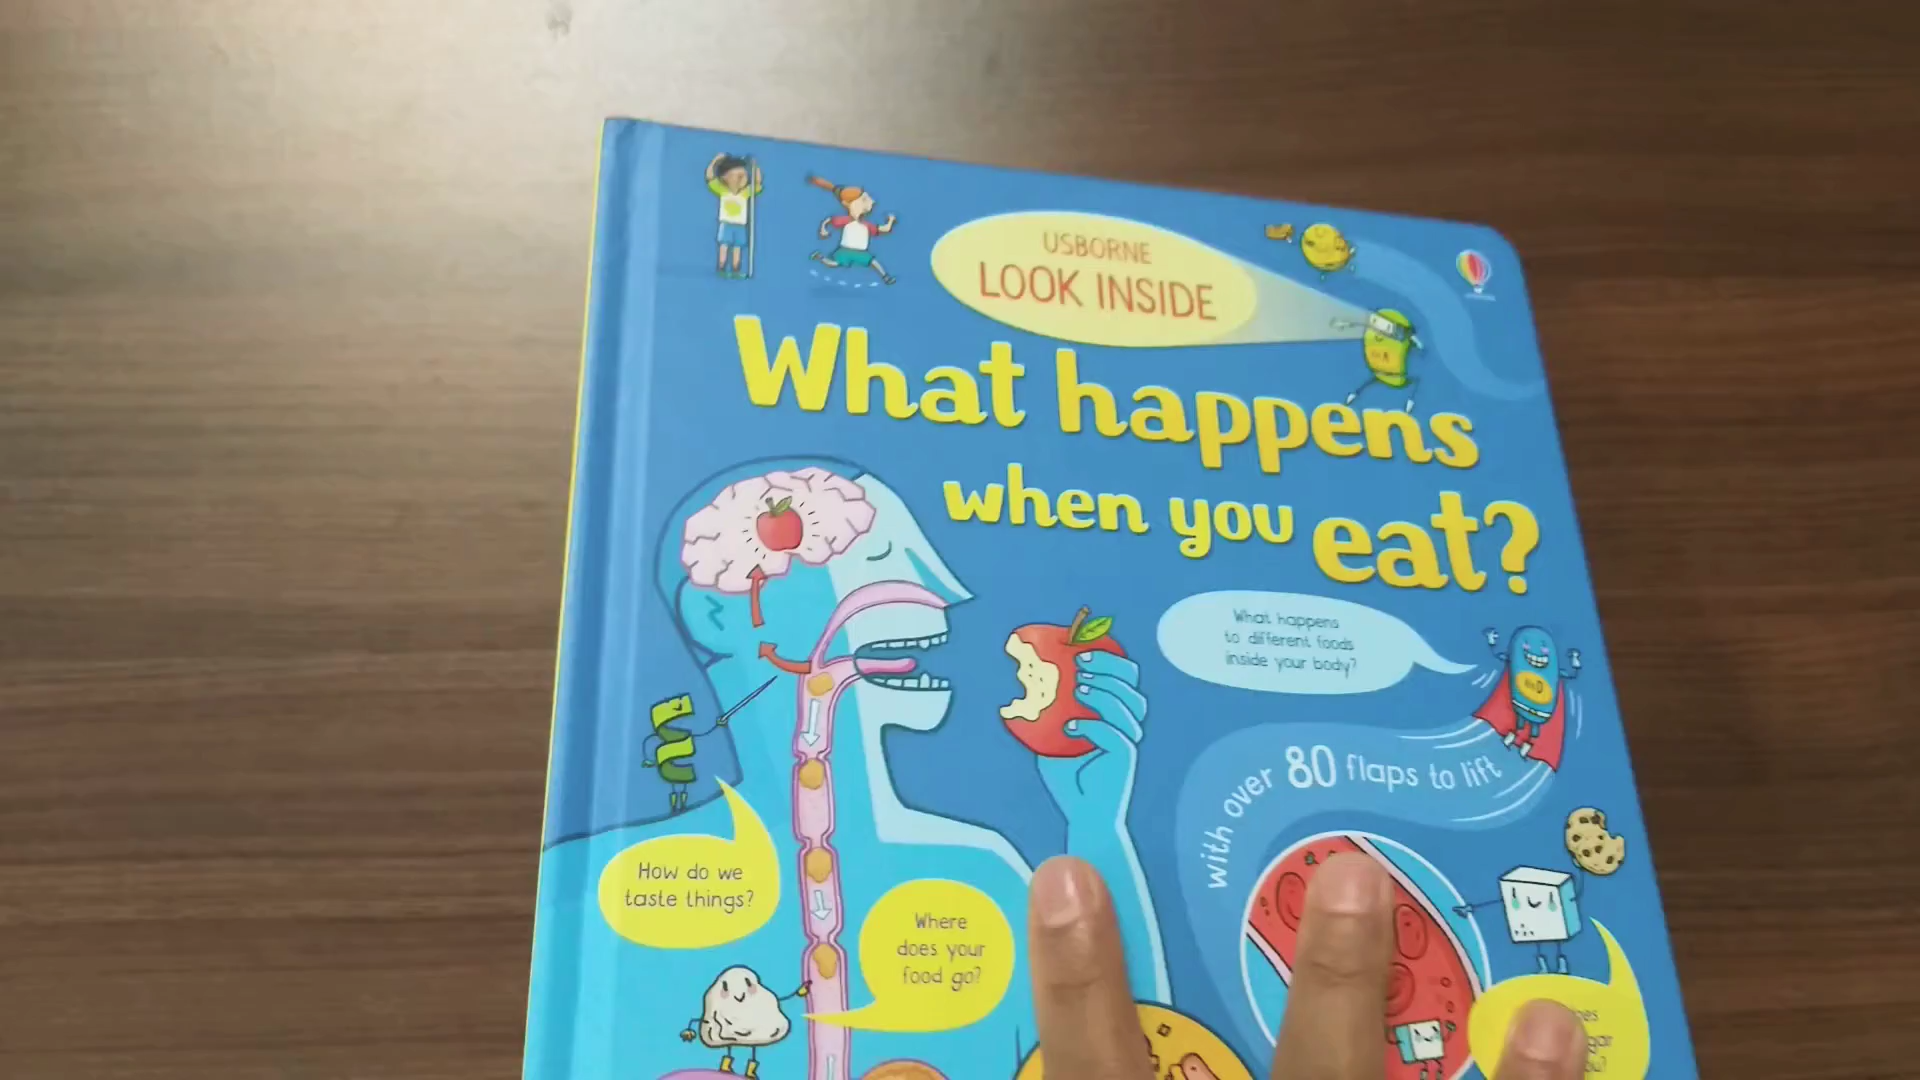 USBORNE
LOOK INSIDE
What happens
when you eat?
What happens
to different foods
inside your body?
with over 80 flaps to lift
How do we
taste things?
Where
does your
food go?